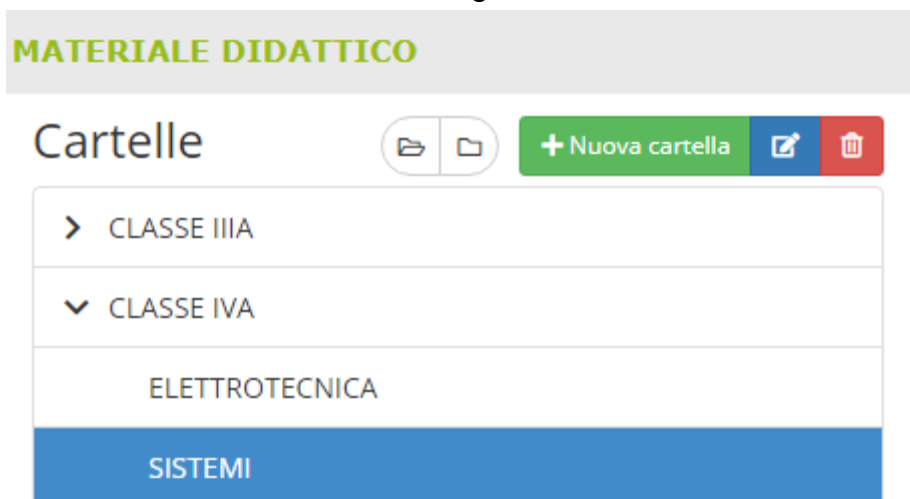 MATERIALE DIDATTICO
Cartelle
Nuova cartella
CLASSE IIIA
CLASSE IVA
ELETTROTECNICA
SISTEMI